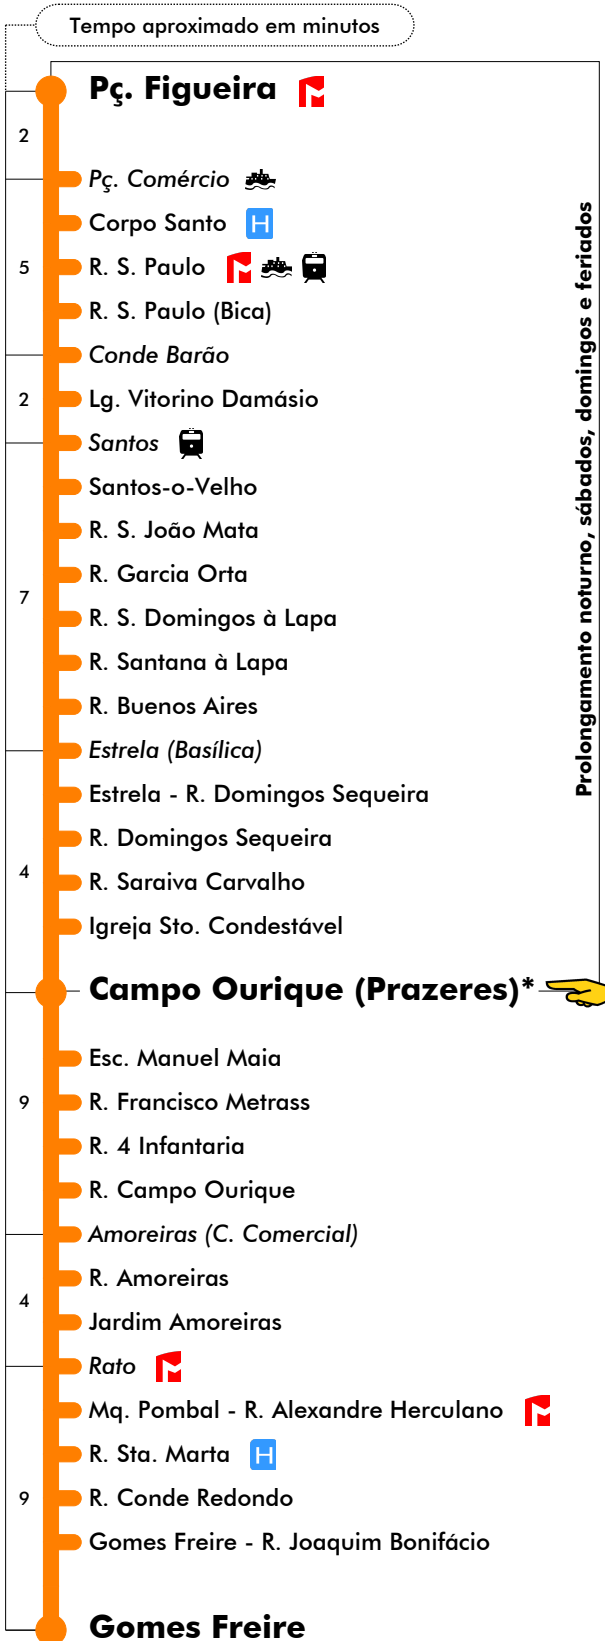 Tempo aproximado em minutos
Pç. Figueira
2
Pç. Comércio
Corpo Santo H
5
R. S. Paulo
R. S. Paulo (Bica)
Conde Barão
2
Lg. Vitorino Damásio
Santos
Santos-o-Velho
R. S. João Mata
R. Garcia Orta
7
R. S. Domingos à Lapa
R. Santana à Lapa
R. Buenos Aires
Estrela (Basílica)
Estrela - R. Domingos Sequeira
R. Domingos Sequeira
4
R. Saraiva Carvalho
Igreja Sto. Condestável
Campo Ourique (Prazeres)*
Prolongamento noturno, sábados, domingos e feriados
Esc. Manuel Maia
9
R. Francisco Metrass
R. 4 Infantaria
R. Campo Ourique
Amoreiras (C. Comercial)
R. Amoreiras
4
Jardim Amoreiras
Rato
Mq. Pombal - R. Alexandre Herculano
R. Sta. Marta H
9
R. Conde Redondo
Gomes Freire - R. Joaquim Bonifácio
Gomes Freire